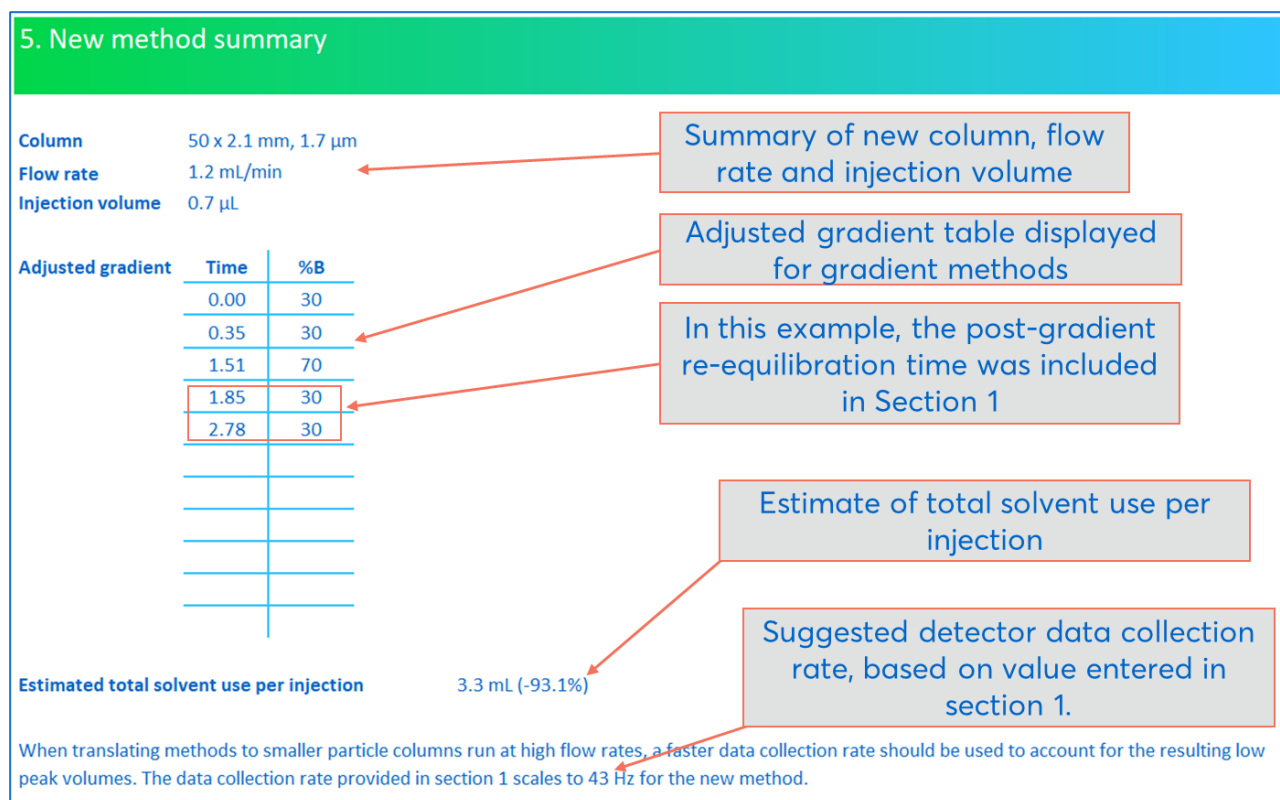 5. New method summary
Column 50 x 2.1 mm, 1.7 µm
Flow rate 1.2 mL/min
Injection volume 0.7 µL
Summary of new column, flow
rate and injection volume
Adjusted gradient Time %B
0.00 30
0.35 30
1.51 70
1.85 30
2.78 30
Adjusted gradient table displayed
for gradient methods
In this example, the post-gradient
re-equilibration time was included
in Section 1
Estimate of total solvent use per
injection
Suggested detector data collection
rate, based on value entered in
section 1.
Estimated total solvent use per injection 3.3 mL (-93.1%)
When translating methods to smaller particle columns run at high flow rates, a faster data collection rate should be used to account for the resulting low
peak volumes. The data collection rate provided in section 1 scales to 43 Hz for the new method.